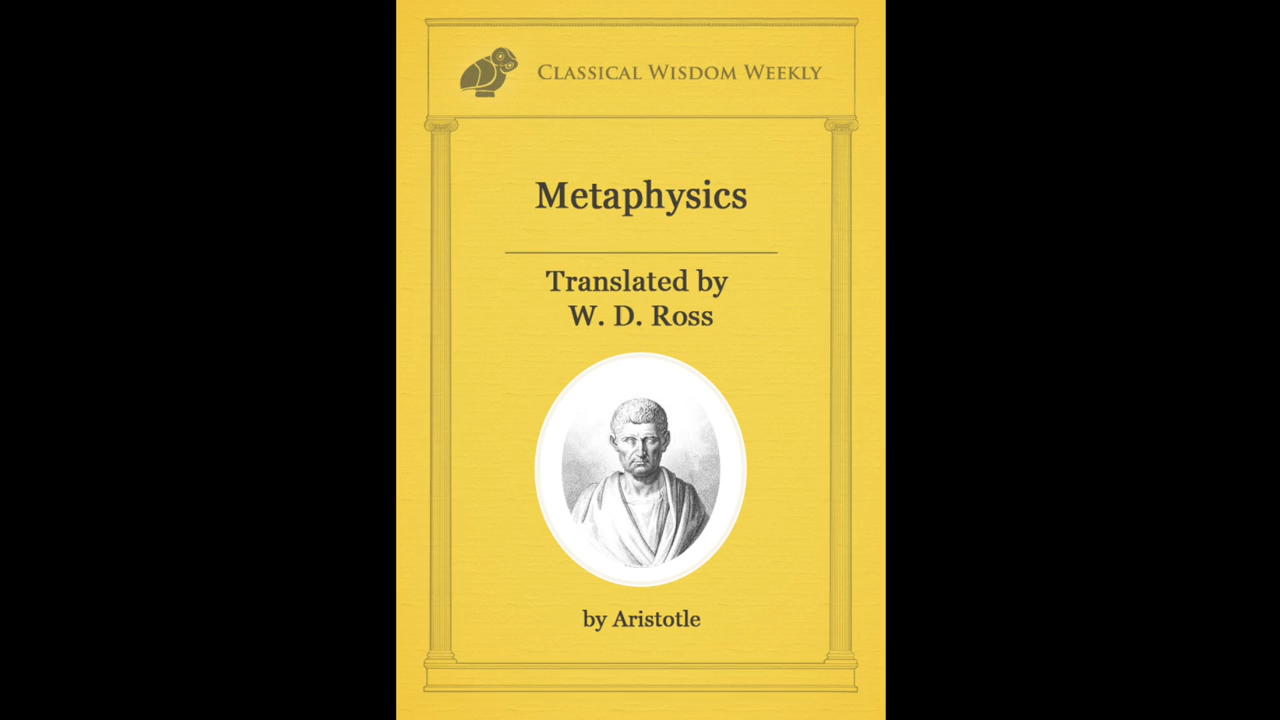 Classical Wisdom Weekly
Metaphysics
Translated by
W. D. Ross
by Aristotle